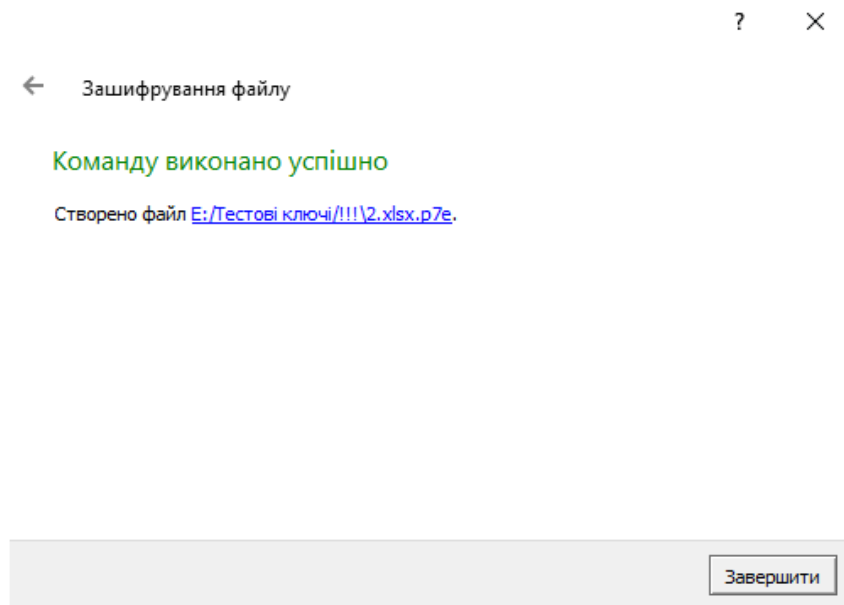 ?
Зашифрування файлу
Команду виконано успішно
Створено файл E:/Тестові ключі/!!!\2.xlsx.p7e.
Завершити